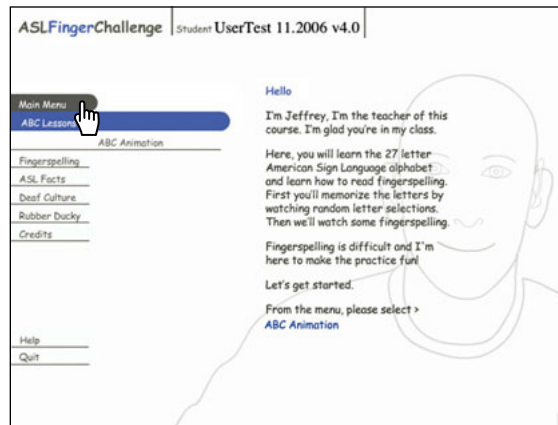 ASLFingerChallenge Student UserTest 11.2006 v4.0
Main Menu
ABC Lessons
ABC Animation
Fingerspelling
ASL Facts
Deaf Culture
Rubber Ducky
Credits
Help
Quit
Hello
I'm Jeffrey, I'm the teacher of this
course. I'm glad you're in my class.
Here, you will learn the 27 letter
American Sign Language alphabet
and learn how to read fingerspelling.
First you'll memorize the letters by
watching random letter selections.
Then we'll watch some fingerspelling.
Fingerspelling is difficult and I'm
here to make the practice fun!
Let's get started.
From the menu, please select >
ABC Animation